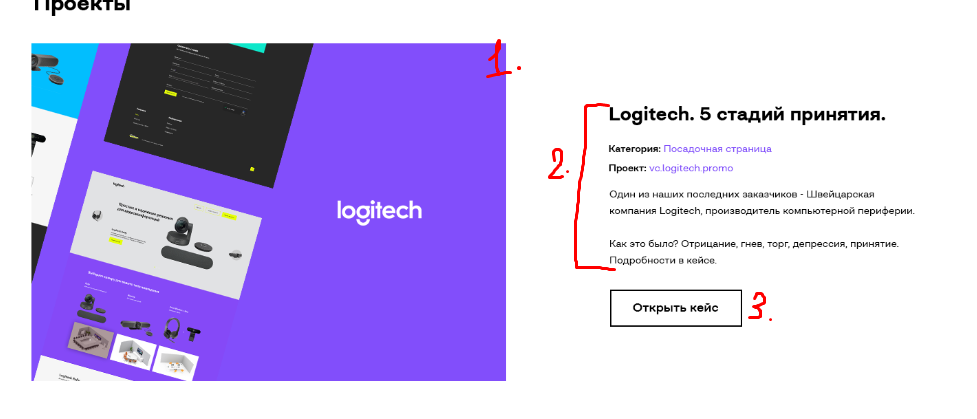 Проекты
1.
logitech
2.
Logitech. 5 стадий принятия.
Категория: Посадочная страница
Проект: vc.logitech.promo
Один из наших последних заказчиков - Швейцарская
компания Logitech, производитель компьютерной периферии.
Как это было? Отрицание, гнев, торг, депрессия, принятие.
Подробности в кейсе.
Открыть кейс
3.